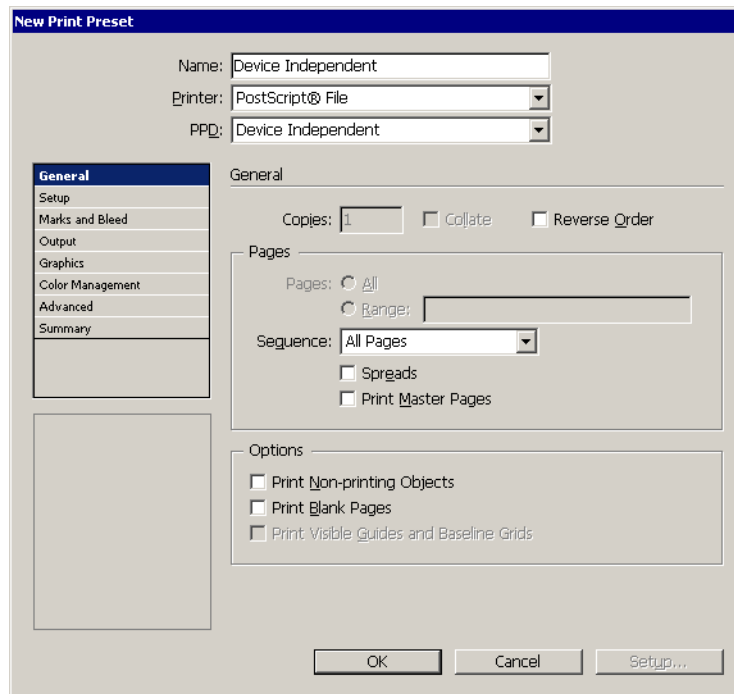 New Print Preset
Name: Device Independent
Printer: PostScript® File
PPD: Device Independent
General
Setup
Marks and Bleed
Output
Graphics
Color Management
Advanced
Summary
General
Copies: 1 Collate Reverse Order
Pages
Pages: All
Range:
Sequence: All Pages
Spreads
Print Master Pages
Options
Print Non-printing Objects
Print Blank Pages
Print Visible Guides and Baseline Grids
OK Cancel Setup...